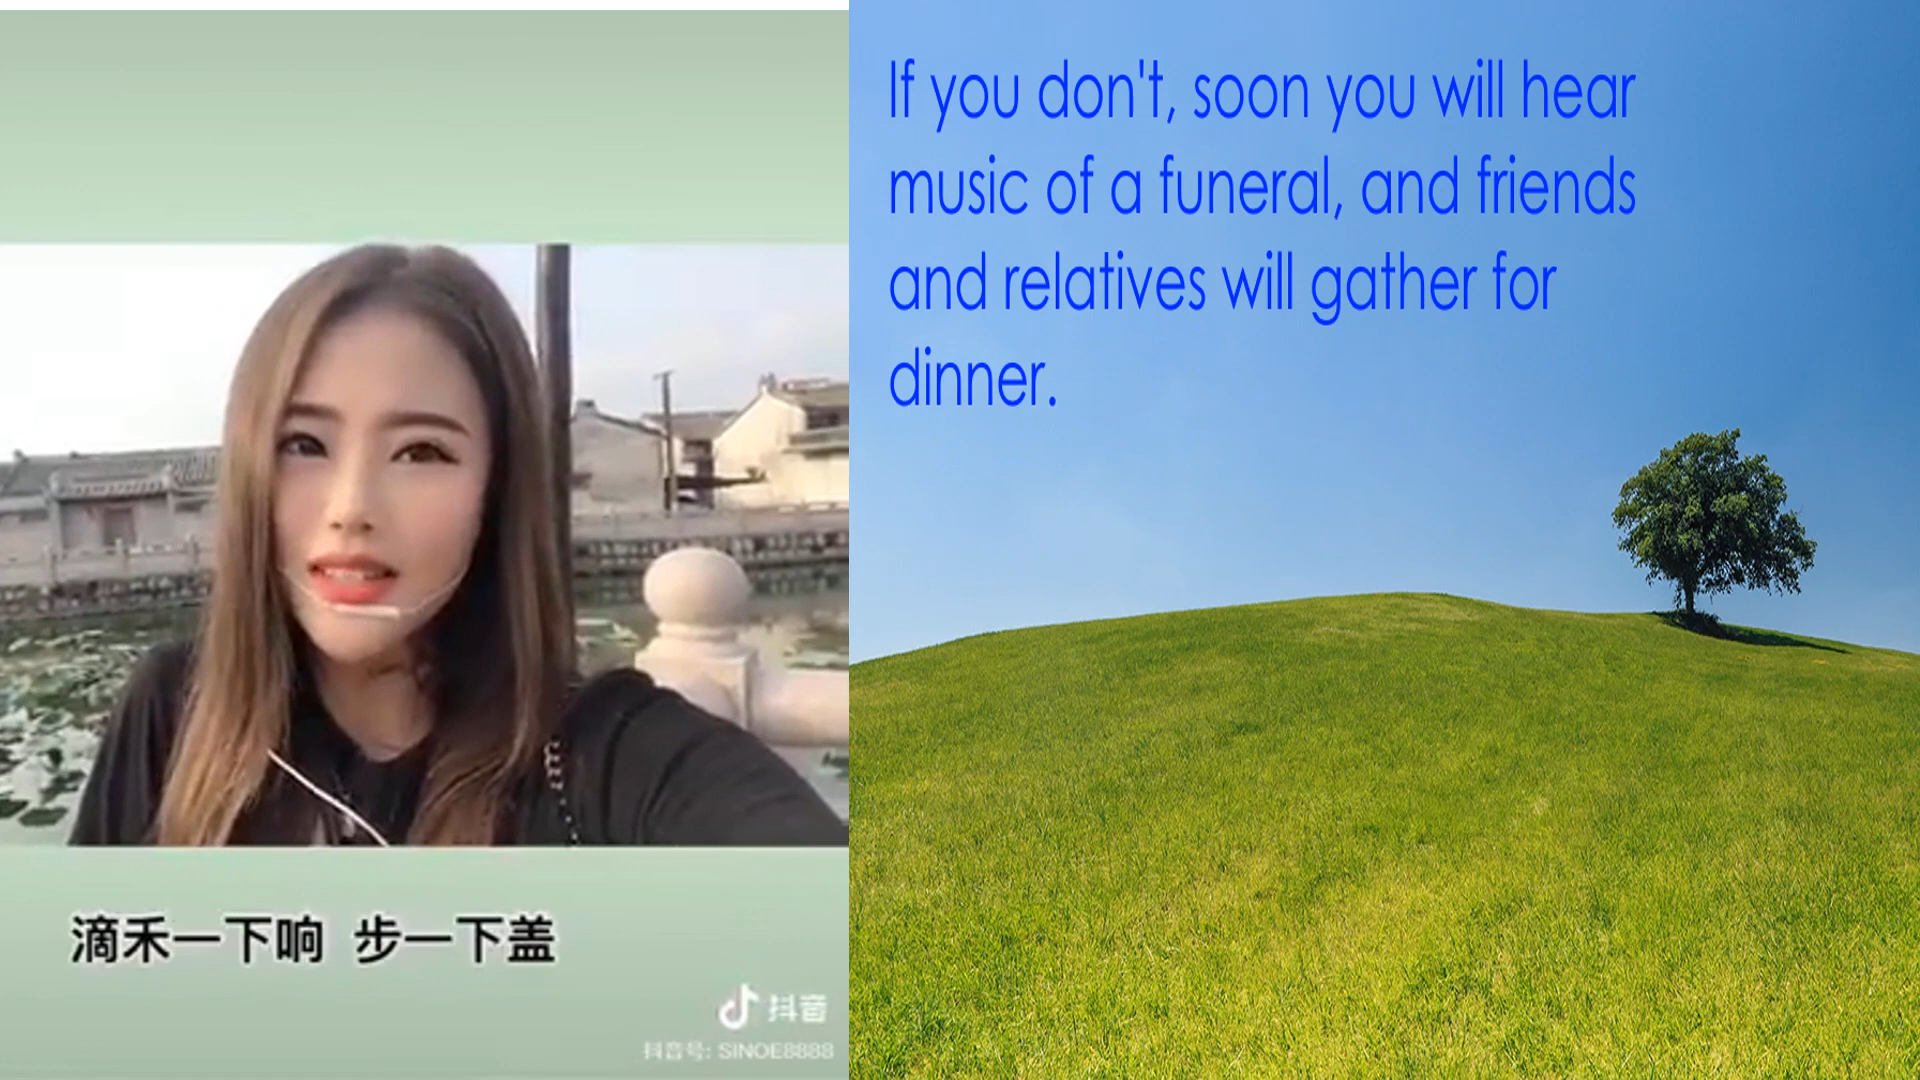 滴禾一下响 步一下盖
抖音
抖音号: SINOE8888
If you don't, soon you will hear
music of a funeral, and friends
and relatives will gather for
dinner.